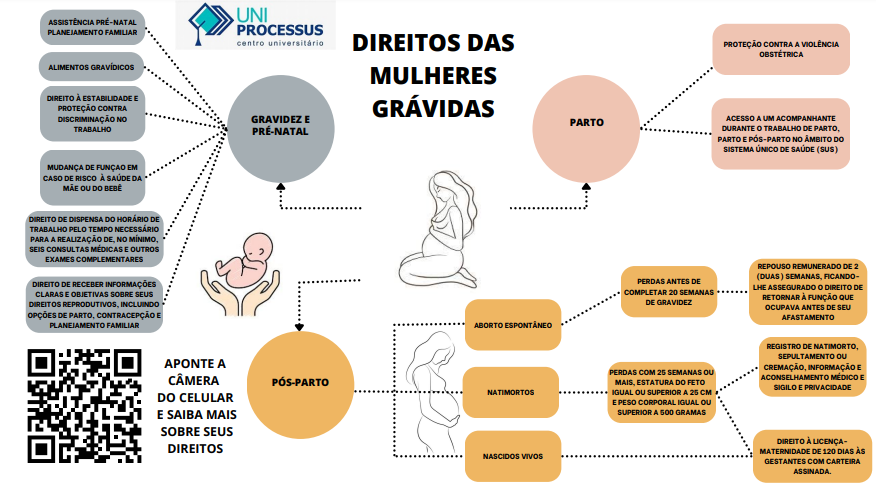 UNI
PROCESSUS
centro universitário
DIREITOS DAS
MULHERES
GRÁVIDAS
ASSISTÊNCIA PRÉ-NATAL
PLANEJAMENTO FAMILIAR
ALIMENTOS GRAVÍDICOS
DIREITO À ESTABILIDADE E
PROTEÇÃO CONTRA
DISCRIMINAÇÃO NO
TRABALHO
MUDANÇA DE FUNÇAO EM
CASO DE RISCO À SAÚDE DA
MÃE OU DO BEBÊ
DIREITO DE DISPENSA DO HORÁRIO DE
TRABALHO PELO TEMPO NECESSÁRIO
PARA A REALIZAÇÃO DE, NO MÍNIMO,
SEIS CONSULTAS MÉDICAS E OUTROS
EXAMES COMPLEMENTARES
DIREITO DE RECEBER INFORMAÇÕES
CLARAS E OBJETIVAS SOBRE SEUS
DIREITOS REPRODUTIVOS, INCLUINDO
OPÇÕES DE PARTO, CONTRACEPÇÃO E
PLANEJAMENTO FAMILIAR
GRAVIDEZ E
PRÉ-NATAL
PARTO
PROTEÇÃO CONTRA A VIOLÊNCIA
OBSTÉTRICA
ACESSO A UM ACOMPANHANTE
DURANTE O TRABALHO DE PARTO,
PARTO E PÓS-PARTO NO ÂMBITO DO
SISTEMA ÚNICO DE SAÚDE (SUS)
APONTE A
CÂMERA
DO CELULAR
E SAIBA MAIS
SOBRE SEUS
DIREITOS
PÓS-PARTO
ABORTO ESPONTÂNEO
PERDAS ANTES DE
COMPLETAR 20 SEMANAS
DE GRAVIDEZ
REPOUSO REMUNERADO DE 2
(DUAS ) SEMANAS, FICANDO-
LHE ASSEGURADO O DIREITO DE
RETORNAR À FUNÇÃO QUE
OCUPAVA ANTES DE SEU
AFASTAMENTO
NATIMORTOS
PERDAS COM 25 SEMANAS OU
MAIS, ESTATURA DO FETO
IGUAL OU SUPERIOR A 25 CM
E PESO CORPORAL IGUAL OU
SUPERIOR A 500 GRAMAS
REGISTRO DE NATIMORTO,
SEPULTAMENTO OU
CREMAÇÃO, INFORMAÇÃO E
ACONSELHAMENTO MÉDICO E
SIGILO E PRIVACIDADE
NASCIDOS VIVOS
DIREITO À LICENÇA-
MATERNIDADE DE 120 DIAS ÀS
GESTANTES COM CARTEIRA
ASSINADA.